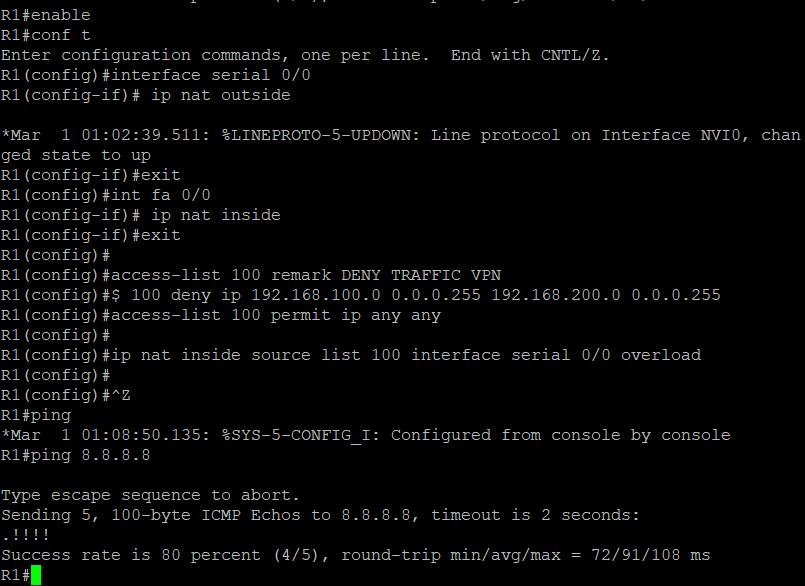 R1#enable
R1#conf t
Enter configuration commands, one per line.  End with CNTL/Z.
R1(config)#interface serial 0/0
R1(config-if)# ip nat outside

*Mar  1 01:02:39.511: %LINEPROTO-5-UPDOWN: Line protocol on Interface NVI0, chan
ged state to up
R1(config-if)#exit
R1(config)#int fa 0/0
R1(config-if)# ip nat inside
R1(config-if)#exit
R1(config)#
R1(config)#access-list 100 remark DENY TRAFFIC VPN
R1(config)#$ 100 deny ip 192.168.100.0 0.0.0.255 192.168.200.0 0.0.0.255
R1(config)#access-list 100 permit ip any any
R1(config)#
R1(config)#ip nat inside source list 100 interface serial 0/0 overload
R1(config)#
R1(config)#^Z
R1#ping
*Mar  1 01:08:50.135: %SYS-5-CONFIG_I: Configured from console by console
R1#ping 8.8.8.8

Type escape sequence to abort.
Sending 5, 100-byte ICMP Echos to 8.8.8.8, timeout is 2 seconds:
.!!!!
Success rate is 80 percent (4/5), round-trip min/avg/max = 72/91/108 ms
R1#